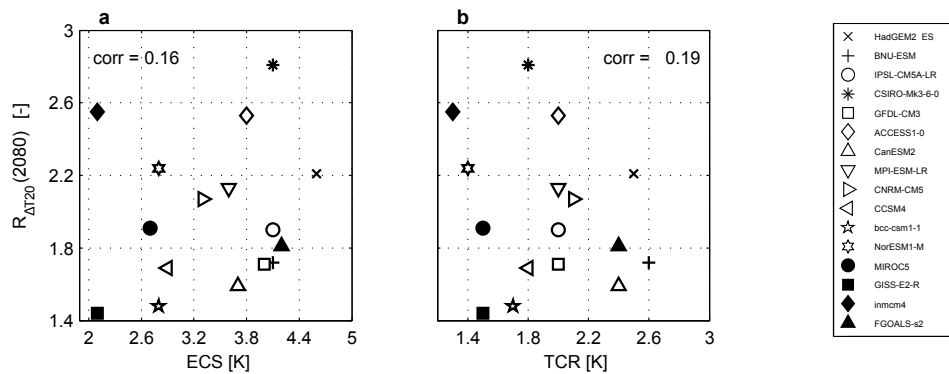 a
b
3
2.6
2.2
1.8
1.4
R ΔT20 (2080) [-]
corr = 0.16
2 2.6 3.2 3.8 4.4 5
ECS [K]
corr = 0.19
1.4 1.8 2.2 2.6 3
TCR [K]
HadGEM2 ES
BNU-ESM
IPSL-CM5A-LR
CSIRO-Mk3-6-0
GFDL-CM3
ACCESS1-0
CanESM2
MPI-ESM-LR
CNRM-CM5
CCSM4
bcc-csm1-1
NorESM1-M
MIROC5
GISS-E2-R
inmcm4
FGOALS-s2